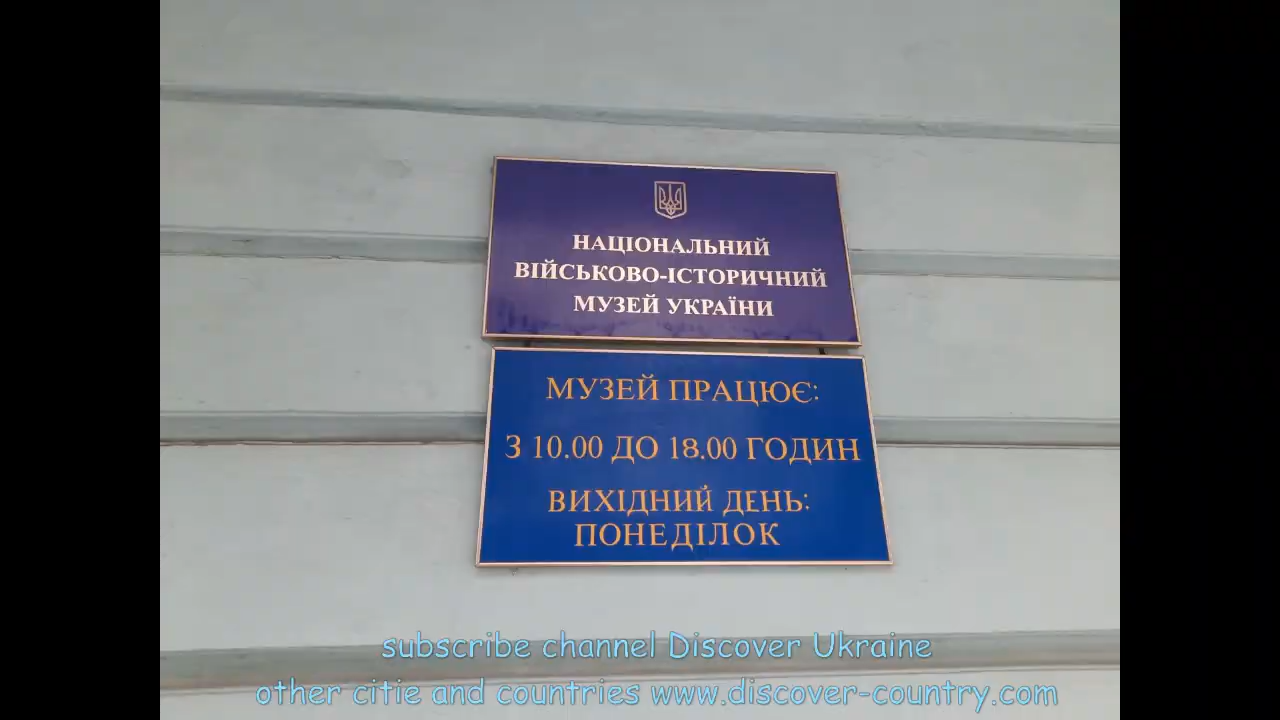 НАЦІОНАЛЬНИЙ
ВІЙСЬКОВО-ІСТОРИЧНИЙ
МУЗЕЙ УКРАЇНИ
МУЗЕЙ ПРАЦЮЄ:
З 10.00 ДО 18.00 ГОДИН
ВИХІДНИЙ ДЕНЬ:
ПОНЕДІЛОК
subscribe channel Discover Ukraine
other citie and countries www.discover-country.com